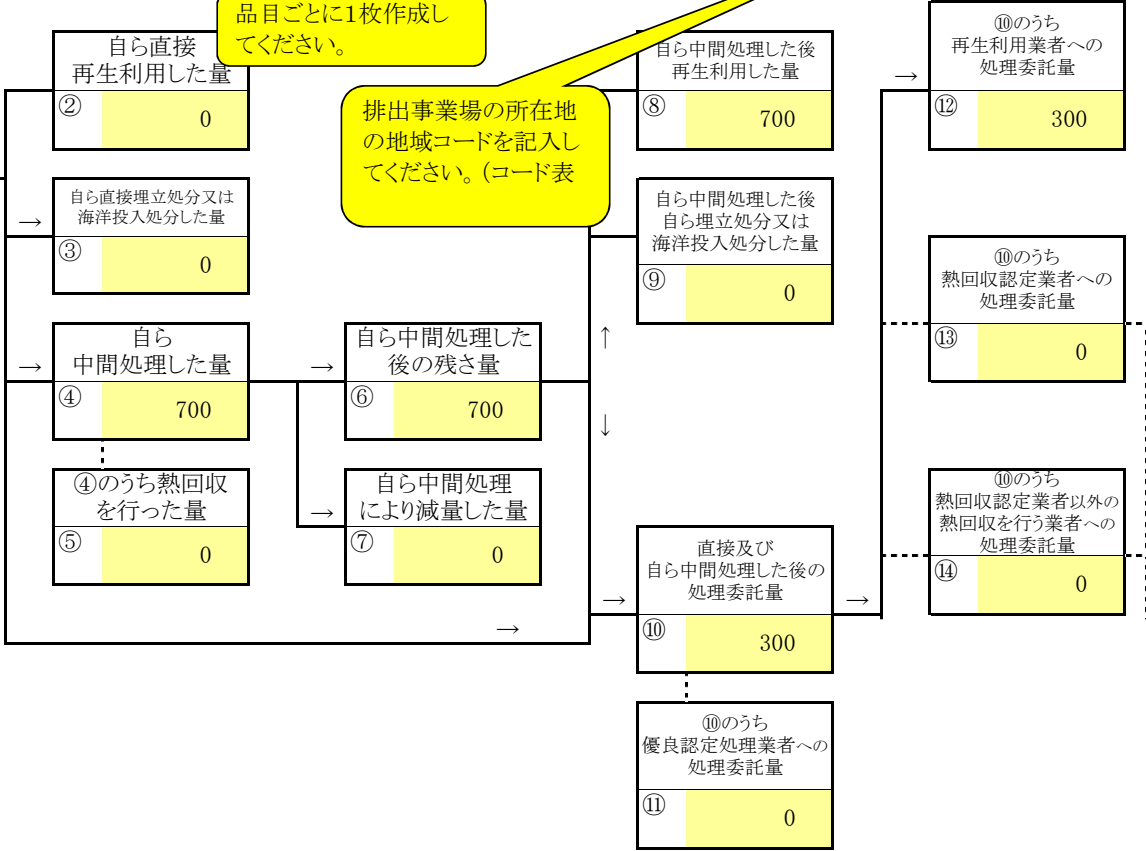 品目ごとに1枚作成し
てください。
排出事業場の所在地
の地域コードを記入し
てください。(コード表
自ら直接
再生利用した量
②
0
自ら直接埋立処分又は
海洋投入処分した量
→
③
0
自ら
中間処理した量
→
④
700
④のうち熱回収
を行った量
⑤
0
自ら中間処理した
後の残さ量
→
⑥
700
自ら中間処理
により減量した量
→
⑦
0
→
自ら中間処理した後
再生利用した量
⑧
700
自ら中間処理した後
自ら埋立処分又は
海洋投入処分した量
⑨
0
↑
↓
直接及び
自ら中間処理した後の
処理委託量
→
⑩
300
→
⑩のうち
優良認定処理業者への
処理委託量
⑪
0
⑩のうち
再生利用業者への
処理委託量
→
⑫
300
⑩のうち
熱回収認定業者への
処理委託量
⑬
0
⑩のうち
熱回収認定業者以外の
熱回収を行う業者への
処理委託量
⑭
0